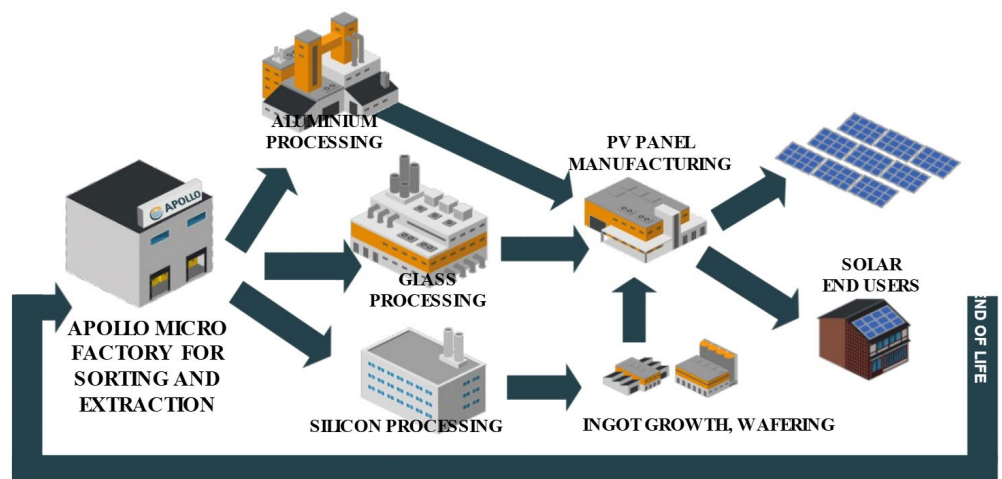 ALUMINIUM
PROCESSING
PV PANEL
MANUFACTURING
APOLLO
GLASS
PROCESSING
SOLAR
END USERS
APOLLO MICRO
FACTORY FOR
SORTING AND
EXTRACTION
SILICON PROCESSING
INGOT GROWTH, WAFERING
END OF LIFE